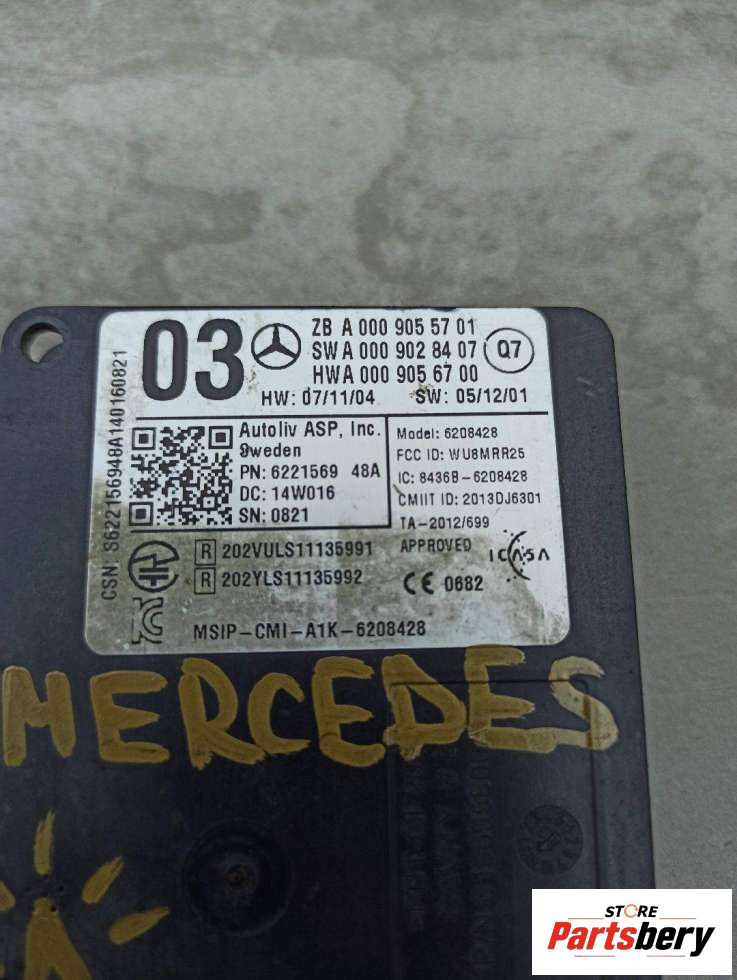 03
ZB A 000 905 57 01
SW A 000 902 84 07
HWA 000 905 67 00
Q7
HW: 07/11/04 SW: 05/12/01
CSN: S622156948A140160821
Autoliv ASP, Inc.
Sweden
PN: 6221569 48A
DC: 14W016
SN: 0821
Model: 6208428
FCC ID: WU8MRR25
IC: 8436B-6208428
CMIIT ID: 2013DJ6301
TA-2012/699
APPROVED
ICASA
R 202VULS11135991
R 202YLS11135992
CE 0682
MSIP-CMI-A1K-6208428
MERCEDES
STORE
Partsbery